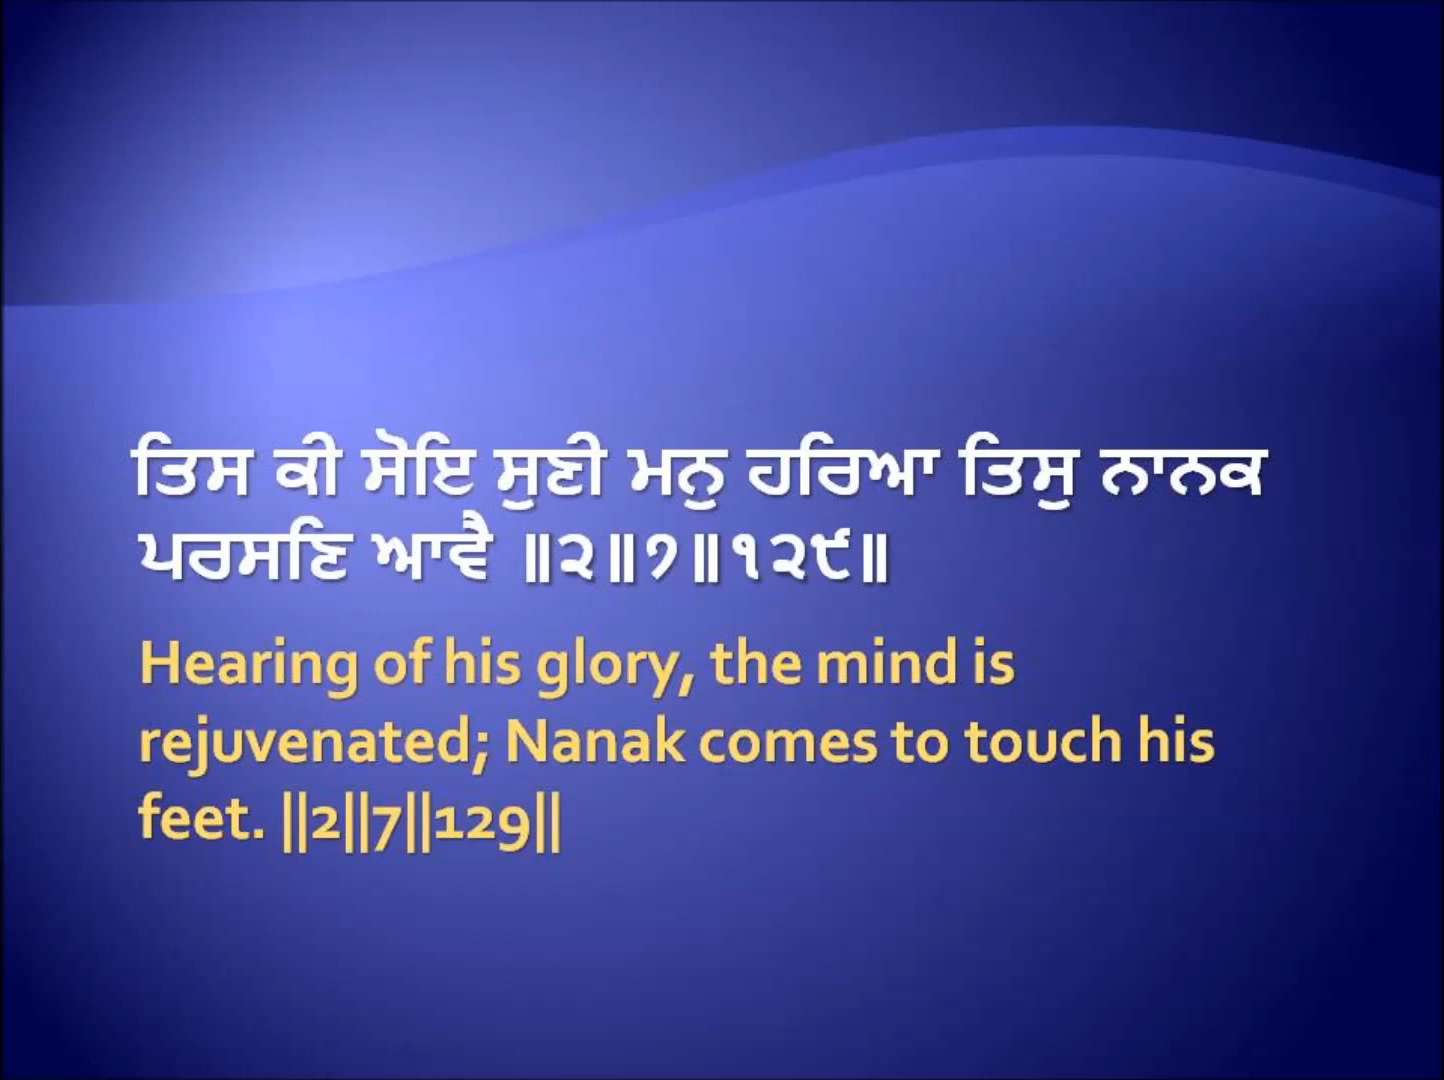 ਤਿਸ ਕੀ ਸੋਇ ਸੁਣੀ ਮਨੁ ਹਰਿਆ ਤਿਸੁ ਨਾਨਕ
ਪਰਸਣਿ ਆਵੈ ॥੨॥੭॥੧੨੯॥
Hearing of his glory, the mind is
rejuvenated; Nanak comes to touch his
feet. ||2||7||129||